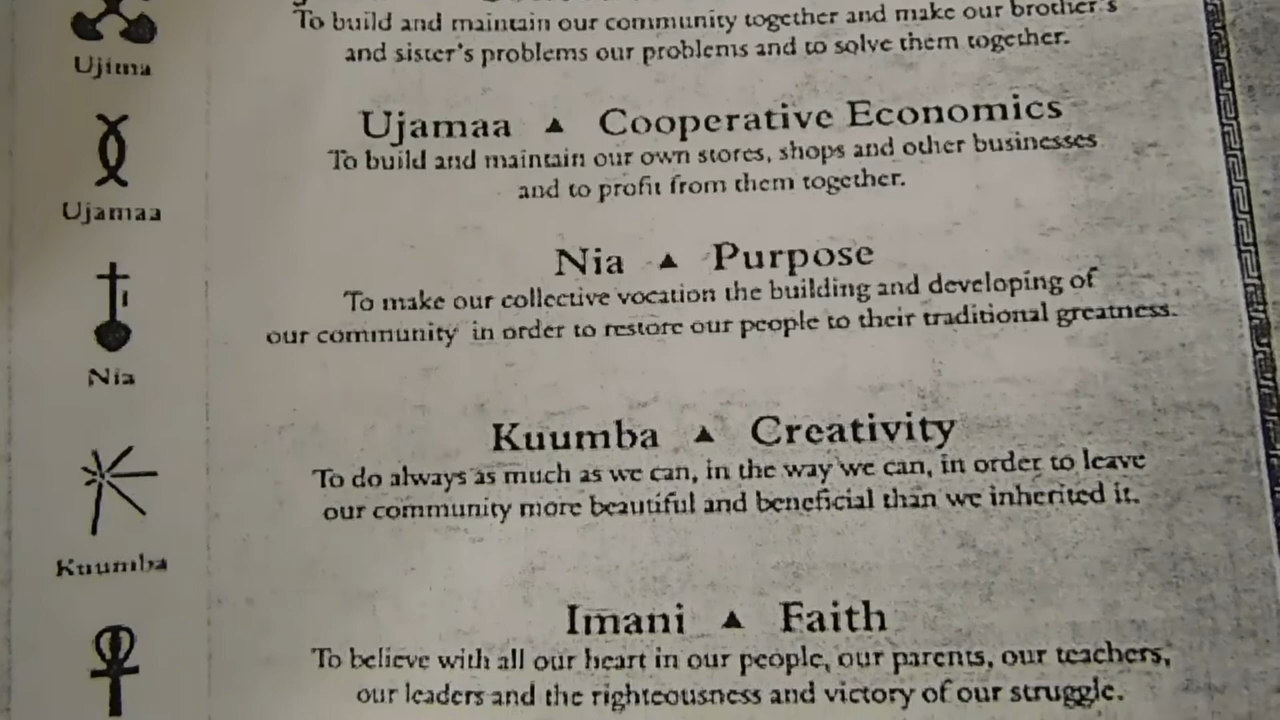 To build and maintain our community together and make our brother's
and sister's problems our problems and to solve them together.
Ujima
Ujamaa ▲ Cooperative Economics
To build and maintain our own stores, shops and other businesses
and to profit from them together.
Ujamaa
Nia ▲ Purpose
To make our collective vocation the building and developing of
our community in order to restore our people to their traditional greatness.
Nia
Kuumba ▲ Creativity
To do always as much as we can, in the way we can, in order to leave
our community more beautiful and beneficial than we inherited it.
Kuumba
Imani ▲ Faith
To believe with all our heart in our people, our parents, our teachers,
our leaders and the righteousness and victory of our struggle.